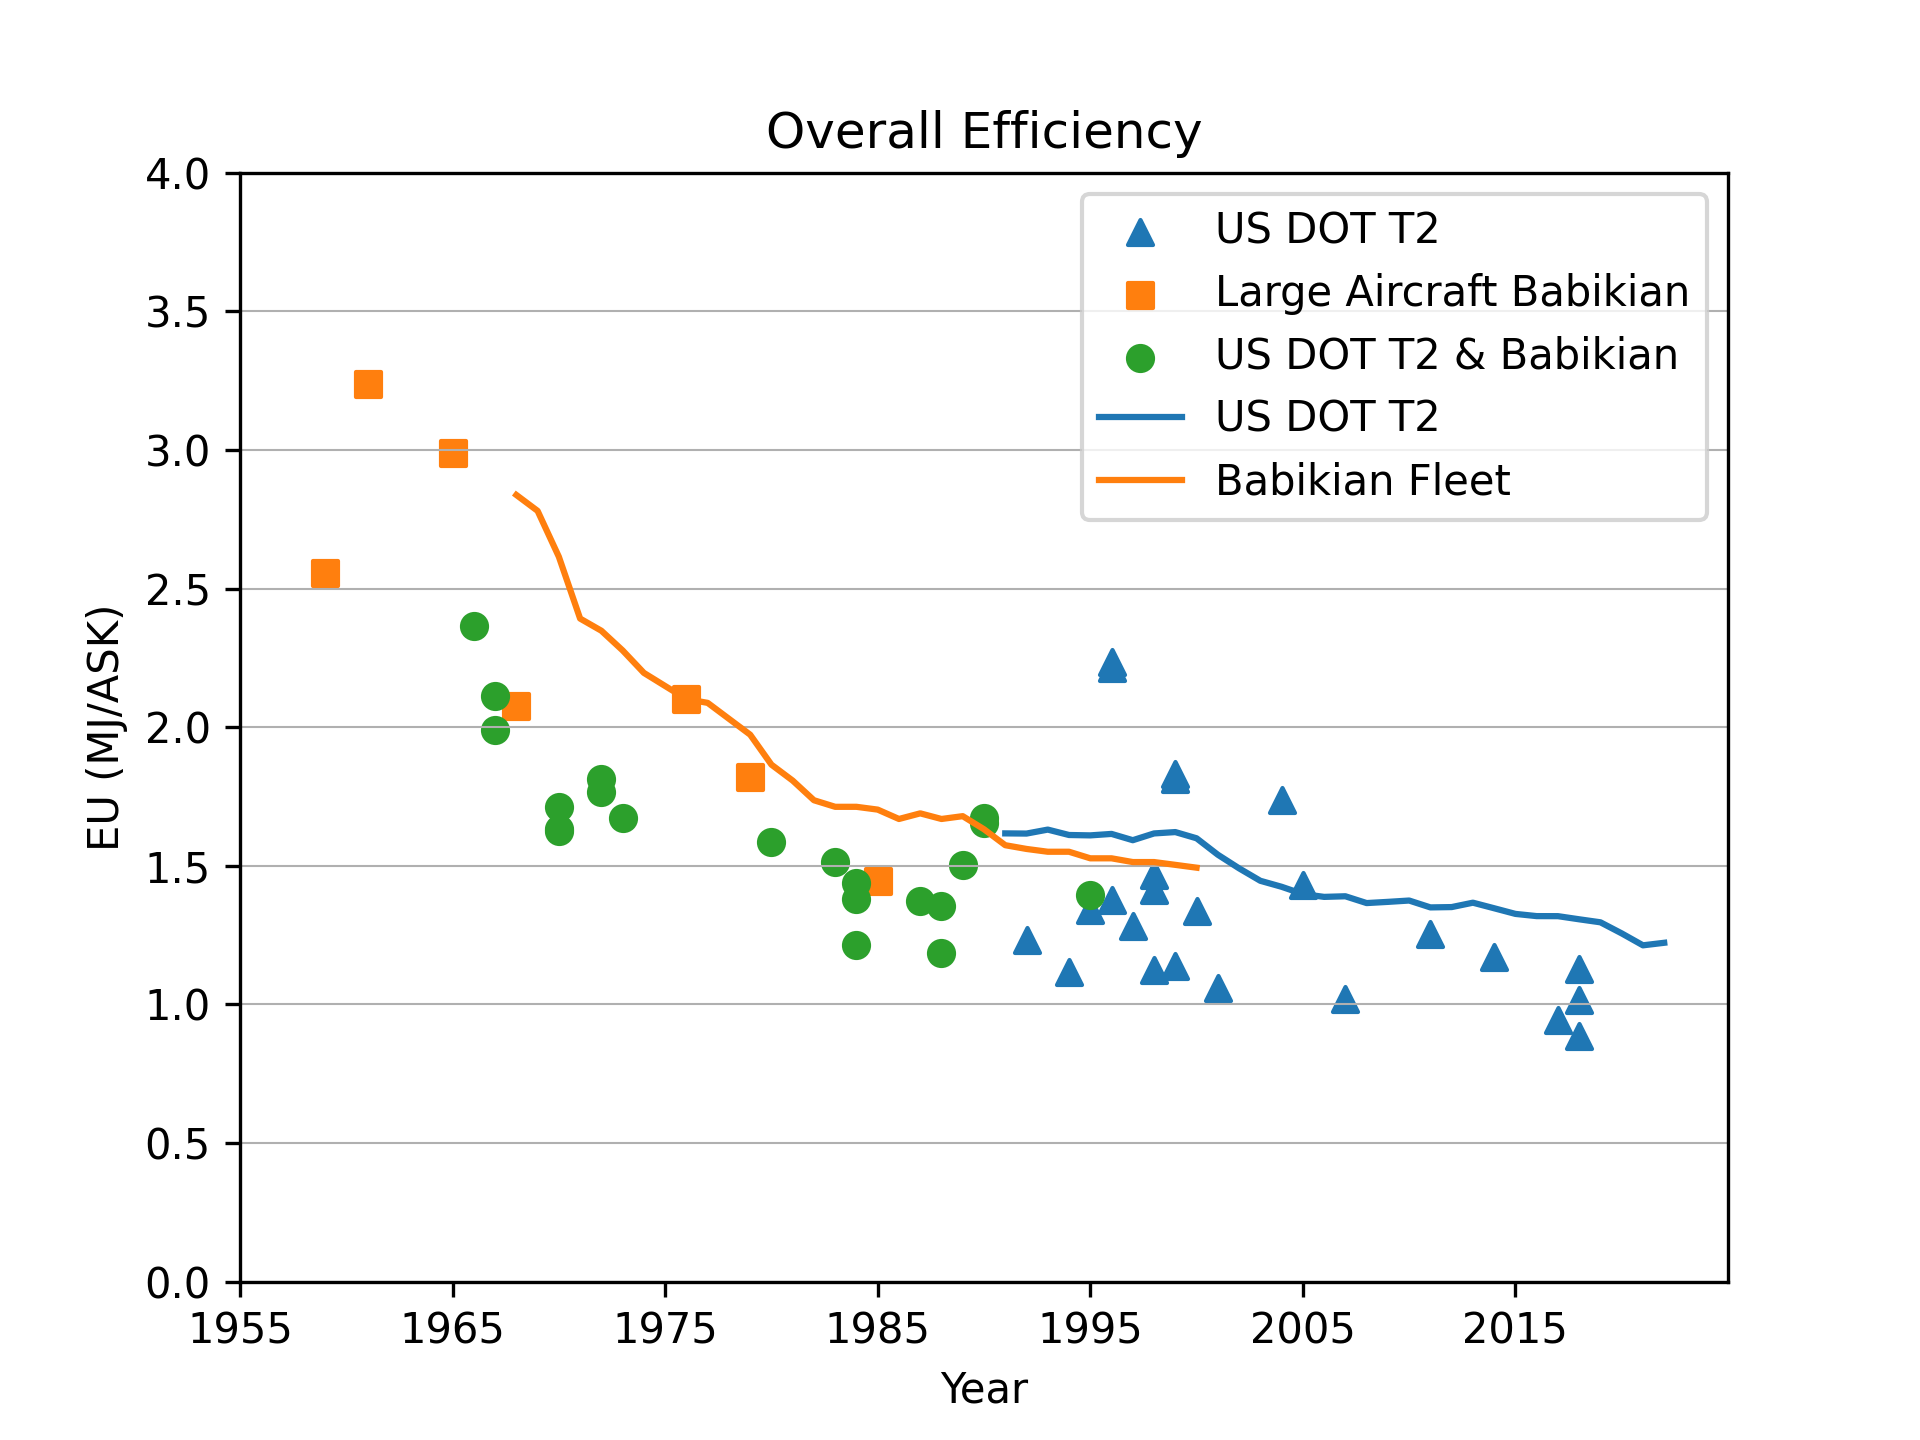 Overall Efficiency
4.0
3.5
3.0
2.5
2.0
1.5
1.0
0.5
0.0
EU (MJ/ASK)
US DOT T2
Large Aircraft Babikian
US DOT T2 & Babikian
US DOT T2
Babikian Fleet
1955 1965 1975 1985 1995 2005 2015
Year